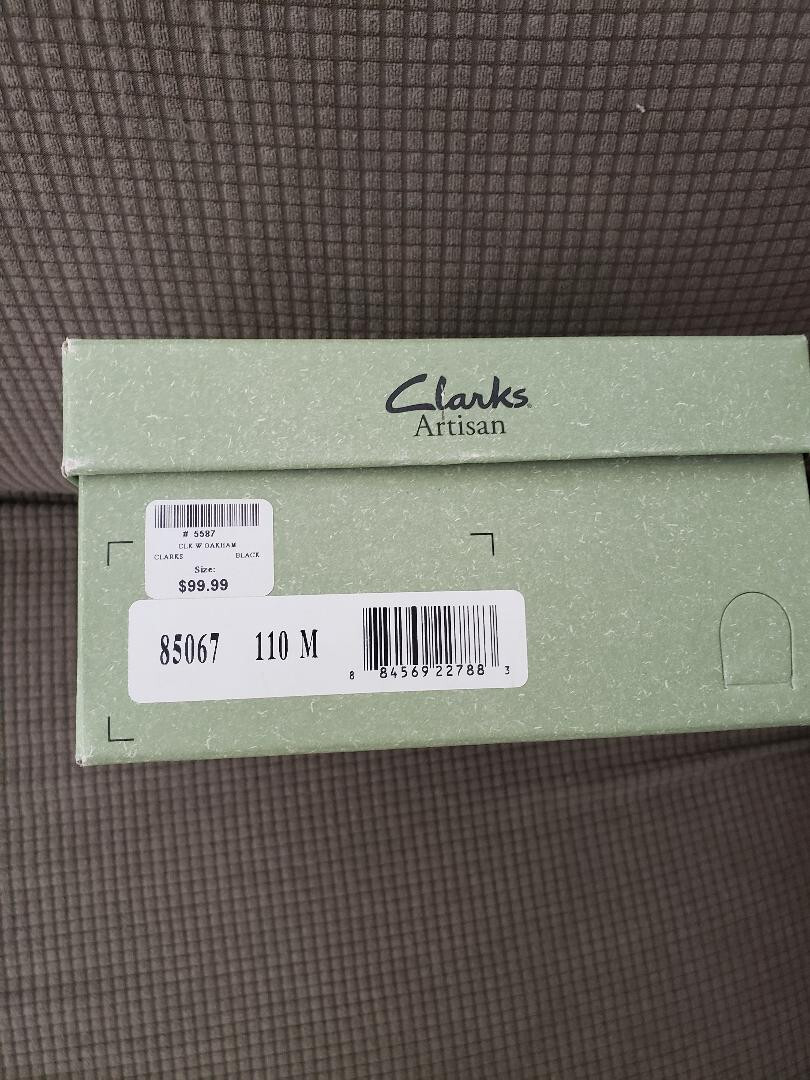 Clarks
Artisan
# 5587
CLK W OAKHAM
CLARKS BLACK
Size:
$99.99
85067 110 M
8 84569 22788 3